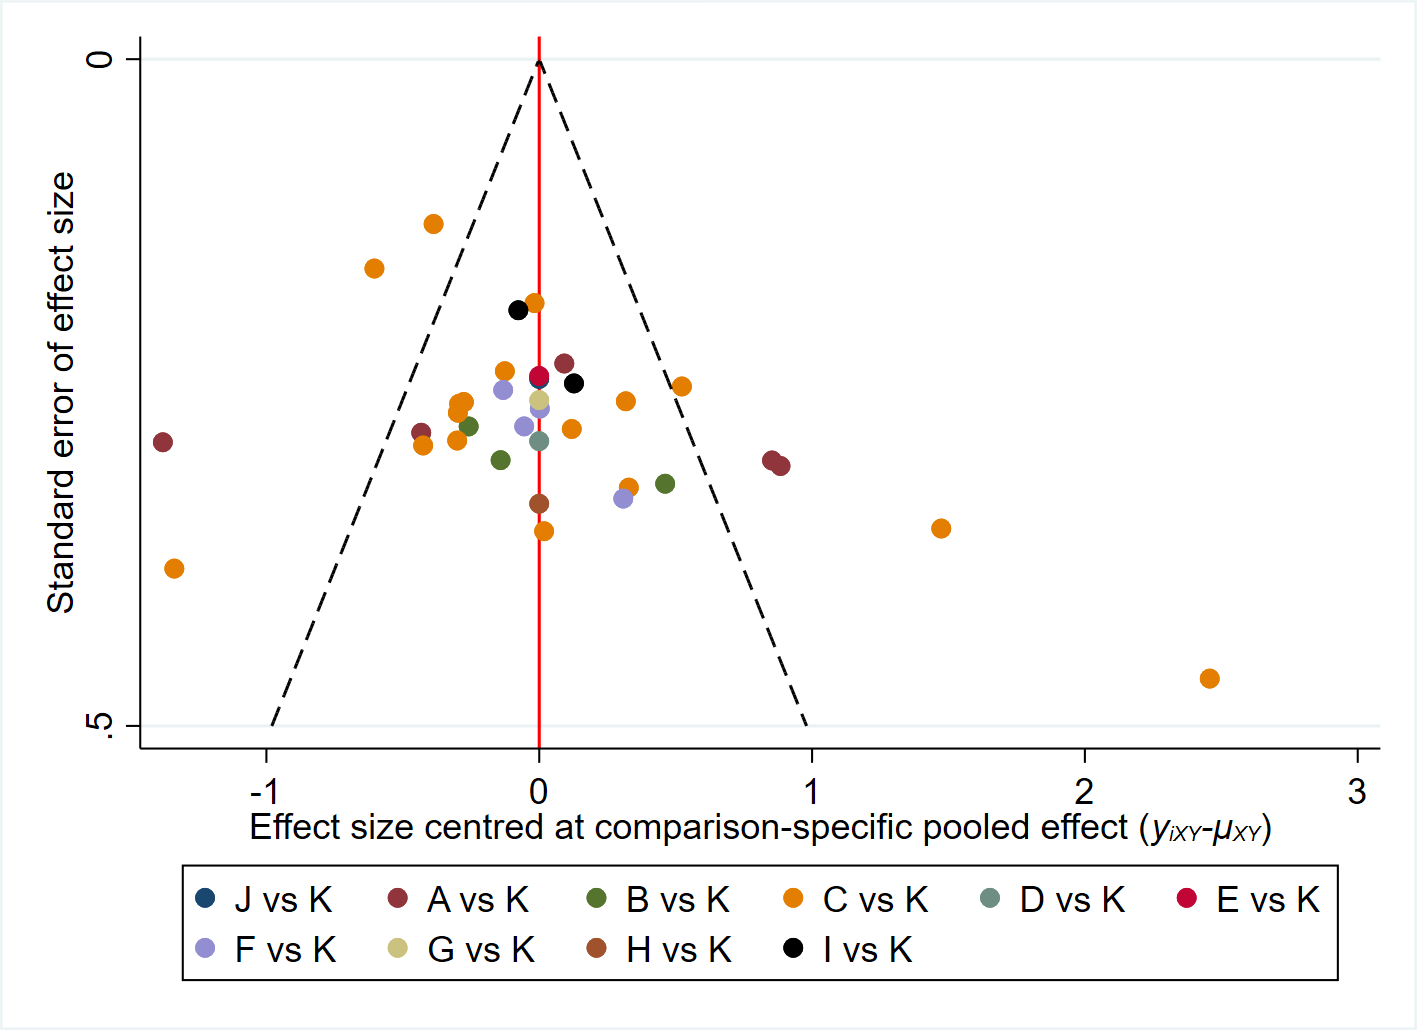 0
.5
Standard error of effect size
-1 0 1 2 3
Effect size centred at comparison-specific pooled effect (yiXY-μXY)
J vs K A vs K B vs K C vs K D vs K E vs K
F vs K G vs K H vs K I vs K